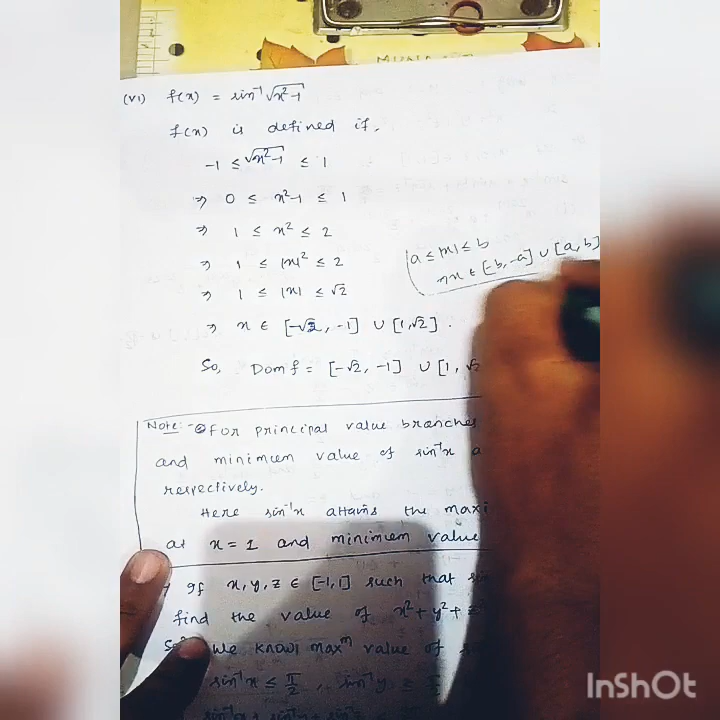 (VI) f(x) = sin⁻¹ √x²-1
f(x) is defined if,
-1 ≤ √x²-1 ≤ 1
⇒ 0 ≤ x²-1 ≤ 1
⇒ 1 ≤ x² ≤ 2
⇒ 1 ≤ |x|² ≤ 2
⇒ 1 ≤ |x| ≤ √2
a ≤ |x| ≤ b
⇒ x ∈ [-b, -a] ∪ [a, b]
⇒ x ∈ [-√2, -1] ∪ [1, √2].
So, Dom f = [-√2, -1] ∪ [1, √2
Note:- For principal value branches
and minimum value of sin⁻¹x
respectively.
Here sin⁻¹x attains the maxi
at x = 1 and minimum value
If x, y, z ∈ [-1,1] such that
find the value of x² + y² +
We know, maxᵐ value of
sin⁻¹x ≤ π/2, sin⁻¹y ≤ π/2
InShOt